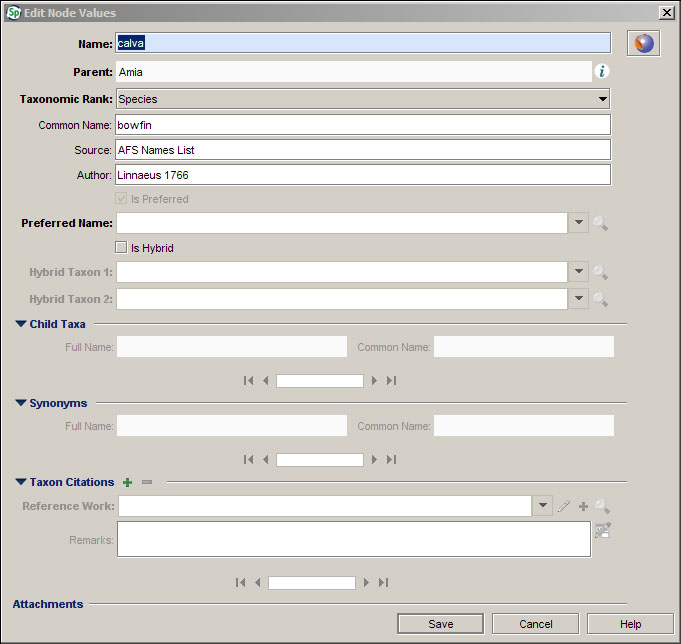 Sp Edit Node Values
Name: calva
Parent: Amia i
Taxonomic Rank: Species
Common Name: bowfin
Source: AFS Names List
Author: Linnaeus 1766
Is Preferred
Preferred Name:
Is Hybrid
Hybrid Taxon 1:
Hybrid Taxon 2:
Child Taxa
Full Name: Common Name:
Synonyms
Full Name: Common Name:
Taxon Citations
Reference Work:
Remarks:
Attachments
Save Cancel Help